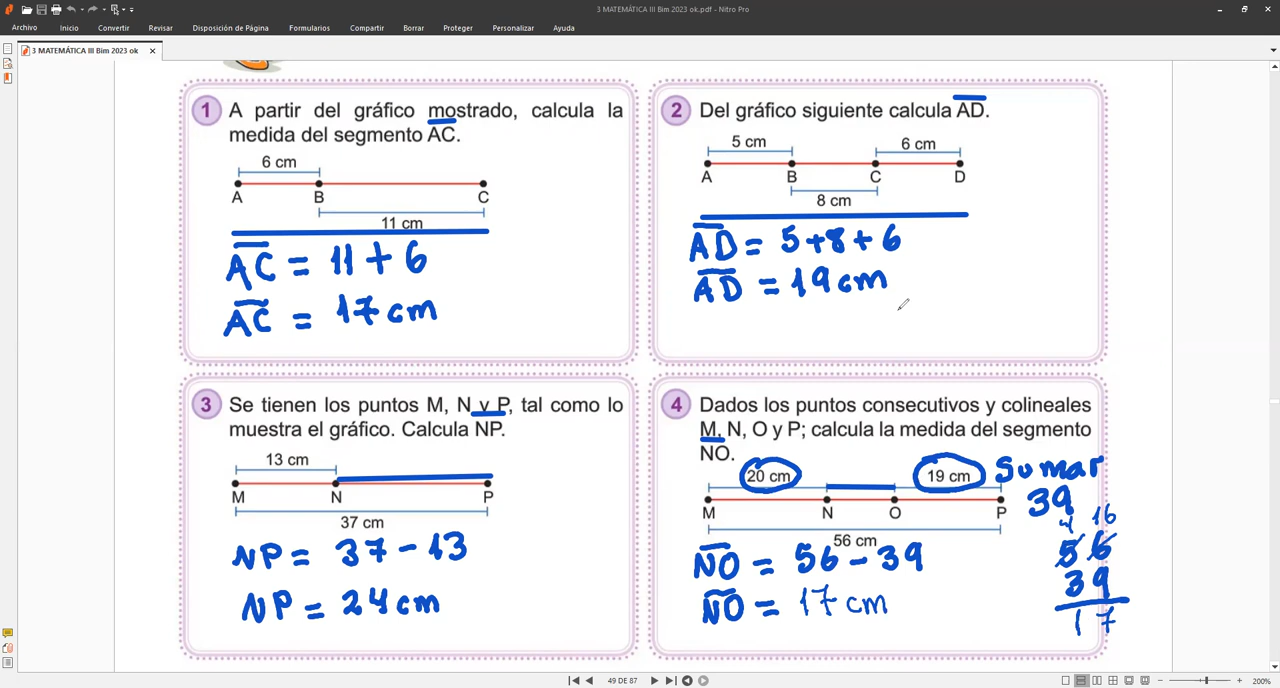 3 MATEMÁTICA III Bim 2023 ok.pdf - Nitro Pro
Archivo Inicio Convertir Revisar Disposición de Página Formularios Compartir Borrar Proteger Personalizar Ayuda
3 MATEMÁTICA III Bim 2023 ok
1 A partir del gráfico mostrado, calcula la
medida del segmento AC.
6 cm
A B C
11 cm
AC = 11 + 6
AC = 17 cm
2 Del gráfico siguiente calcula AD.
5 cm 6 cm
A B C D
8 cm
AD = 5+8+6
AD = 19 cm
3 Se tienen los puntos M, N y P, tal como lo
muestra el gráfico. Calcula NP.
13 cm
M N P
37 cm
NP = 37 - 13
NP = 24 cm
4 Dados los puntos consecutivos y colineales
M, N, O y P; calcula la medida del segmento
NO.
20 cm 19 cm
M N O P
56 cm
NO = 56 - 39
NO = 17 cm
Sumar
39
4 16
56
39
17
49 DE 87
200%